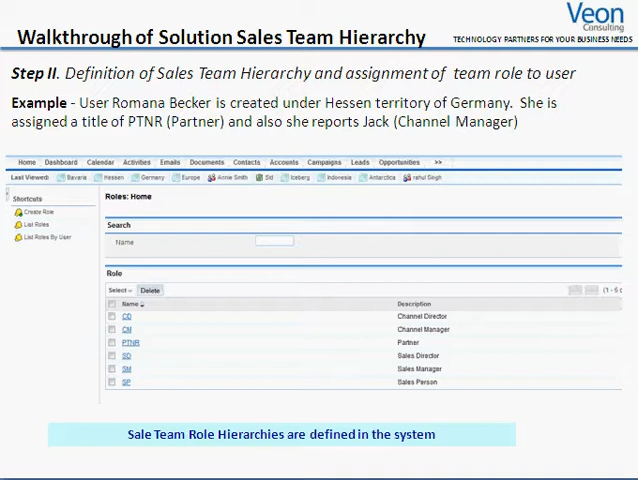 Veon
Consulting
Walkthrough of Solution Sales Team Hierarchy
TECHNOLOGY PARTNERS FOR YOUR BUSINESS NEEDS
Step II. Definition of Sales Team Hierarchy and assignment of team role to user
Example - User Romana Becker is created under Hessen territory of Germany. She is
assigned a title of PTNR (Partner) and also she reports Jack (Channel Manager)
Home Dashboard Calendar Activities Emails Documents Contacts Accounts Campaigns Leads Opportunities >>
Last Viewed: Bavaria Hessen Germany Europe Annie Smith Sid Iceberg Indonesia Antarctica rahul Singh
Shortcuts
Create Role
List Roles
List Roles By User
Roles: Home
Search
Name
Role
Select Delete
Name Description
CD Channel Director
CM Channel Manager
PTNR Partner
SD Sales Director
SM Sales Manager
SP Sales Person
Sale Team Role Hierarchies are defined in the system